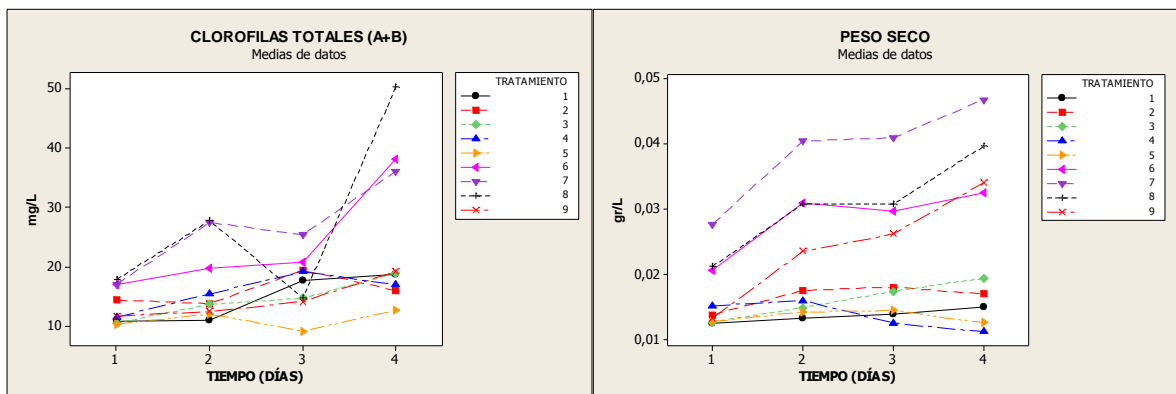 CLOROFILAS TOTALES (A+B)
Medias de datos
mg/L
50
40
30
20
10
1 2 3 4
TIEMPO (DÍAS)
TRATAMIENTO
1
2
3
4
5
6
7
8
9
PESO SECO
Medias de datos
gr/L
0,05
0,04
0,03
0,02
0,01
1 2 3 4
TIEMPO (DÍAS)
TRATAMIENTO
1
2
3
4
5
6
7
8
9